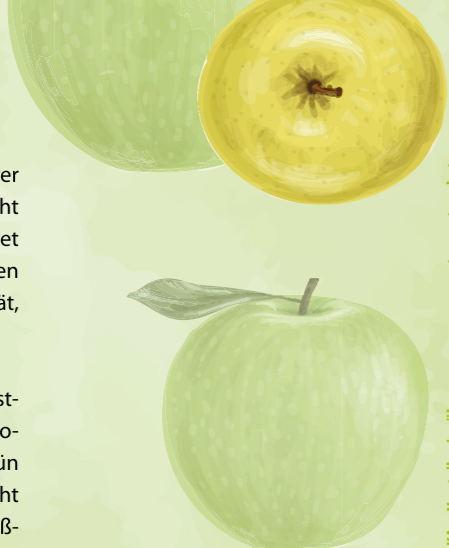 er
ht
et
en
ät,
st-
o-
ün
ht
ß-